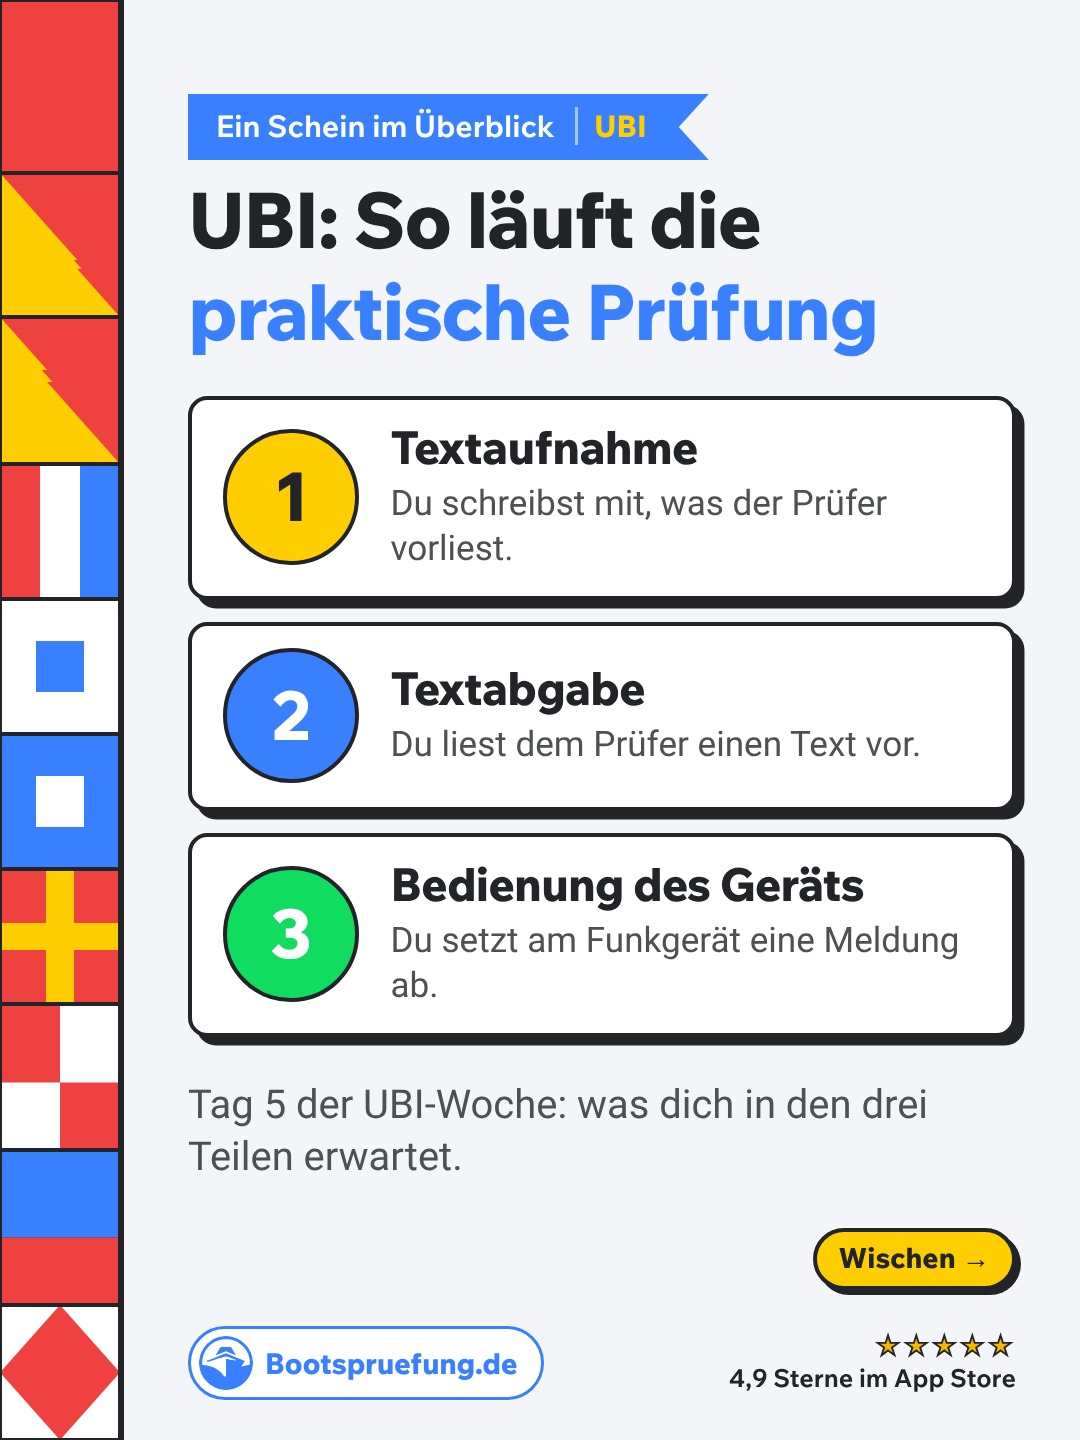 Ein Schein im Überblick | UBI
UBI: So läuft die
praktische Prüfung
1
Textaufnahme
Du schreibst mit, was der Prüfer
vorliest.
2
Textabgabe
Du liest dem Prüfer einen Text vor.
3
Bedienung des Geräts
Du setzt am Funkgerät eine Meldung
ab.
Tag 5 der UBI-Woche: was dich in den drei
Teilen erwartet.
Wischen →
Bootspruefung.de
★★★★★
4,9 Sterne im App Store